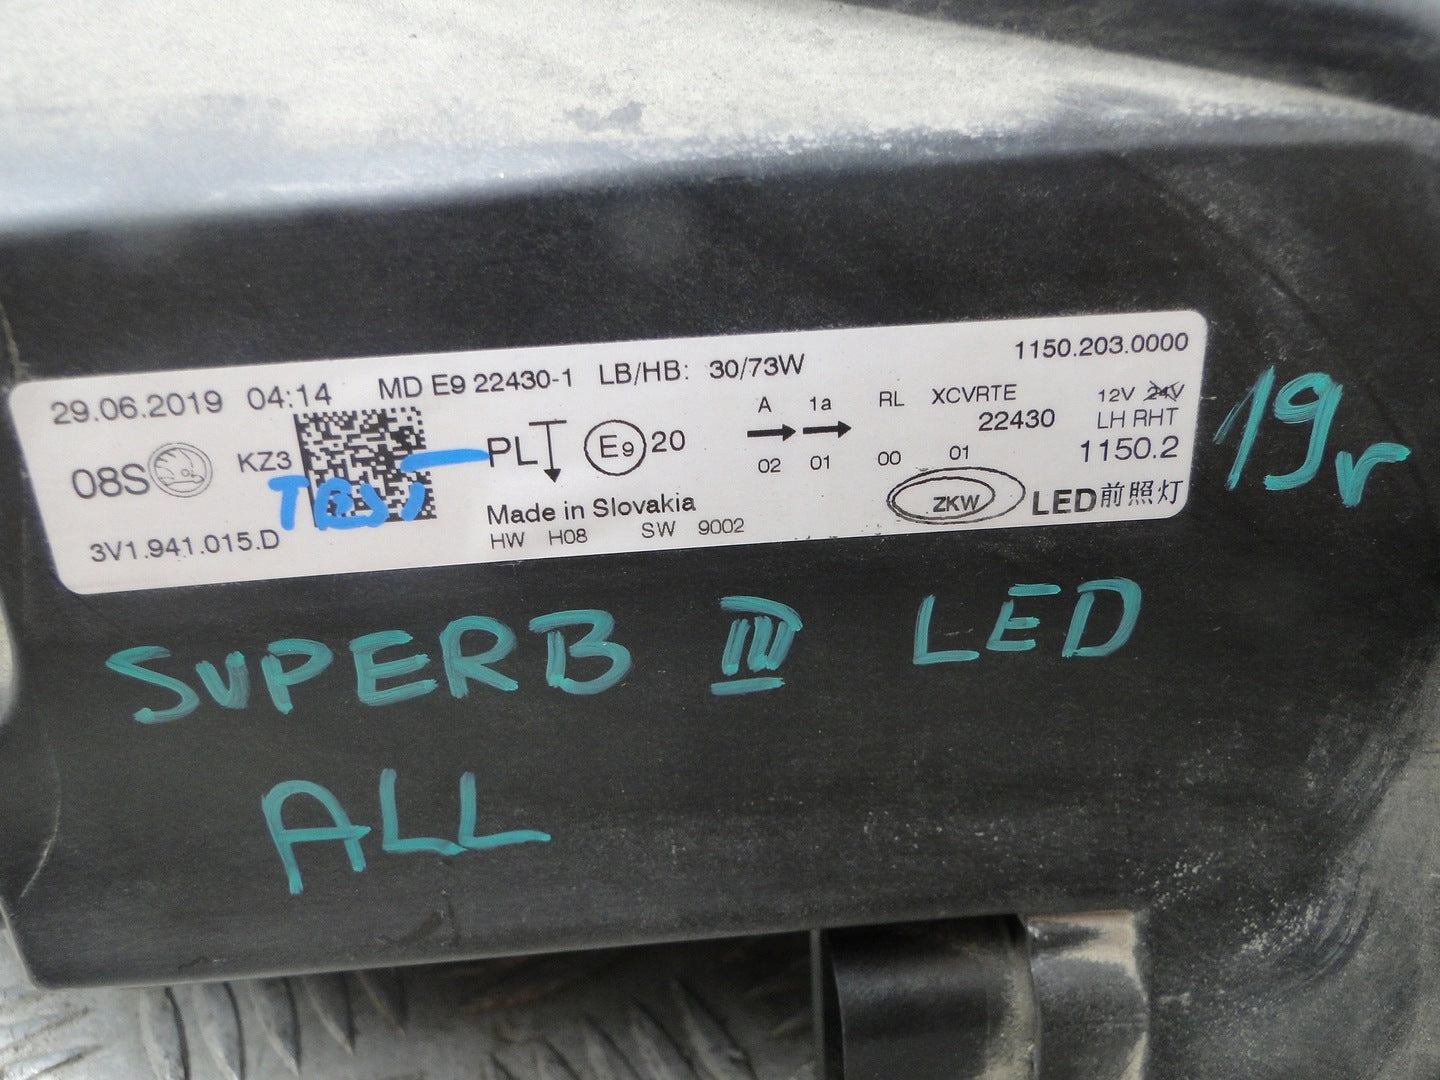 29.06.2019 04:14 MD E9 22430-1 LB/HB: 30/73W 1150.203.0000
08S KZ3 PL E9 20 A 1a RL XCVRTE 12V 24V
22430 LH RHT
02 01 00 01 1150.2
Made in Slovakia ZKW LED前照灯
3V1.941.015.D HW H08 SW 9002
19r
SUPERB III LED
ALL